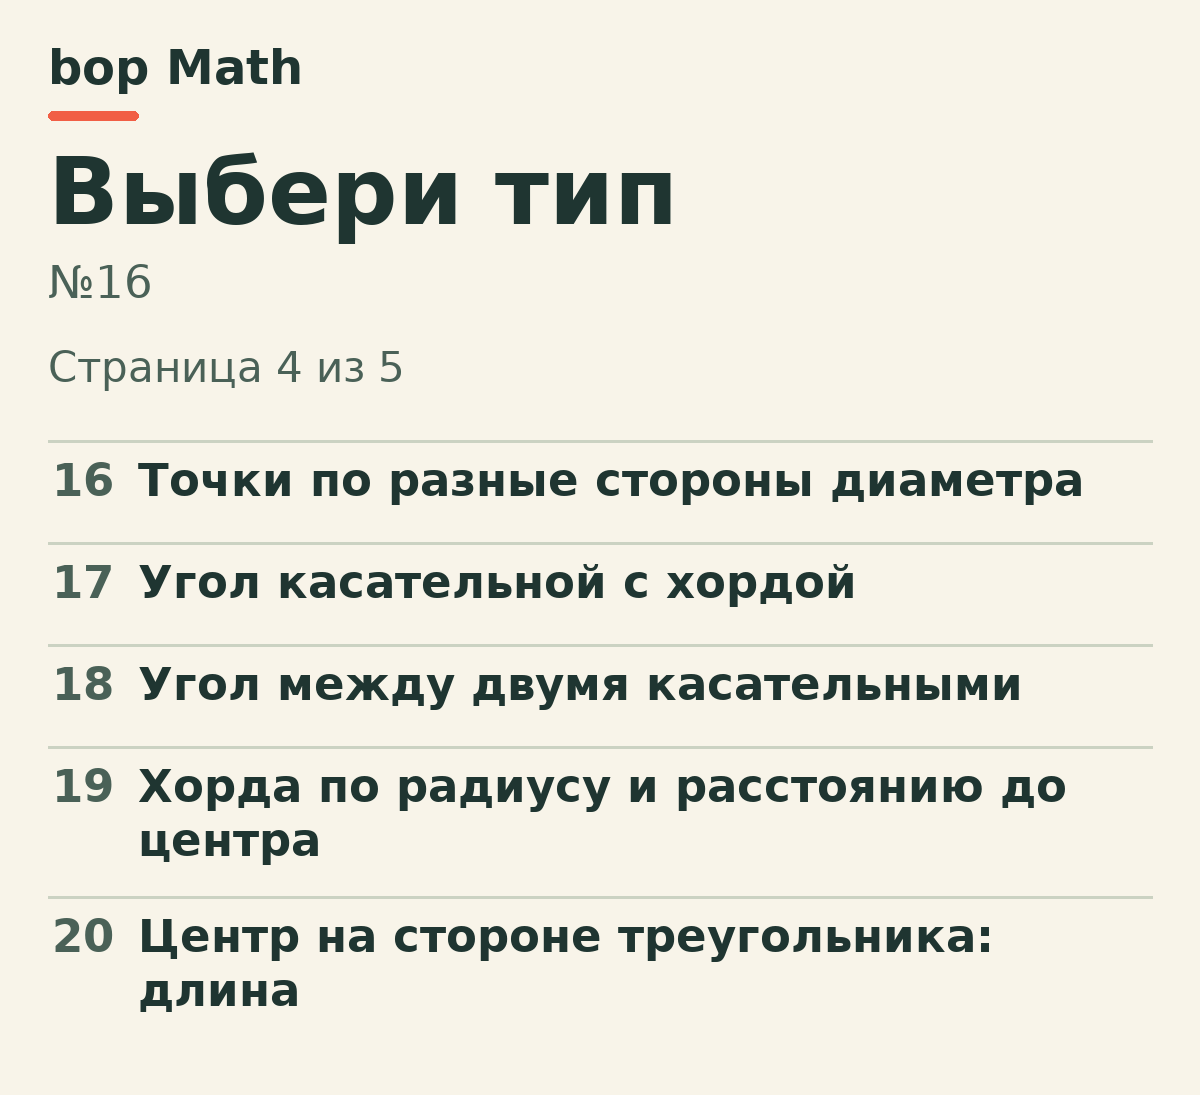 bop Math
Выбери тип
№16
Страница 4 из 5
16 Точки по разные стороны диаметра
17 Угол касательной с хордой
18 Угол между двумя касательными
19 Хорда по радиусу и расстоянию до
центра
20 Центр на стороне треугольника:
длина